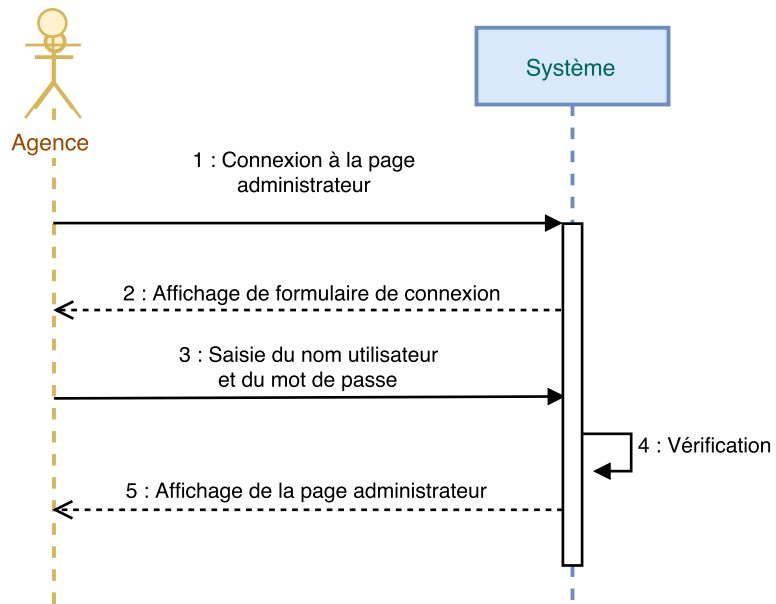 Système
Agence
1 : Connexion à la page
administrateur
2 : Affichage de formulaire de connexion
3 : Saisie du nom utilisateur
et du mot de passe
4 : Vérification
5 : Affichage de la page administrateur